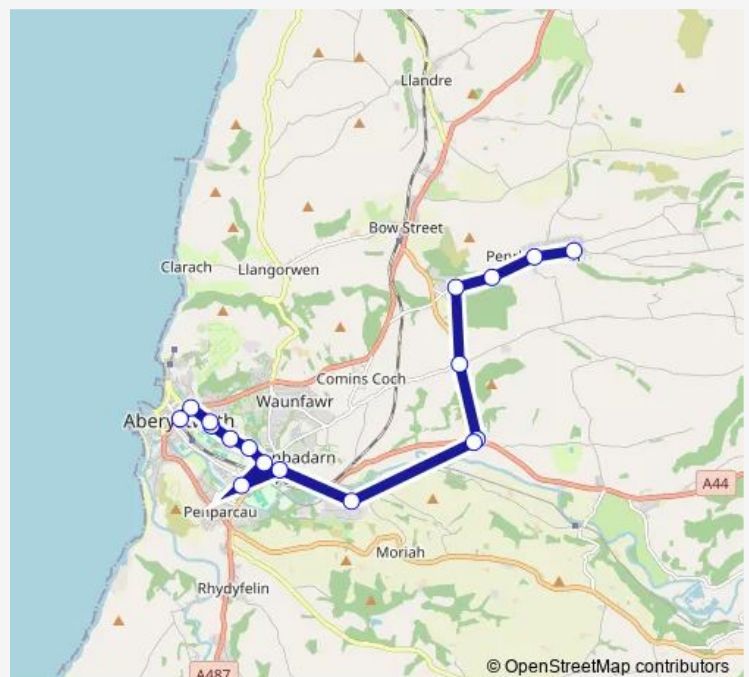 Llandre
Bow Street
Clarach
Llangorwen
Comins Coch
Waunfawr
A44
Penparcau
Moriah
Rhydyfelin
A487
© OpenStreetMap contributors